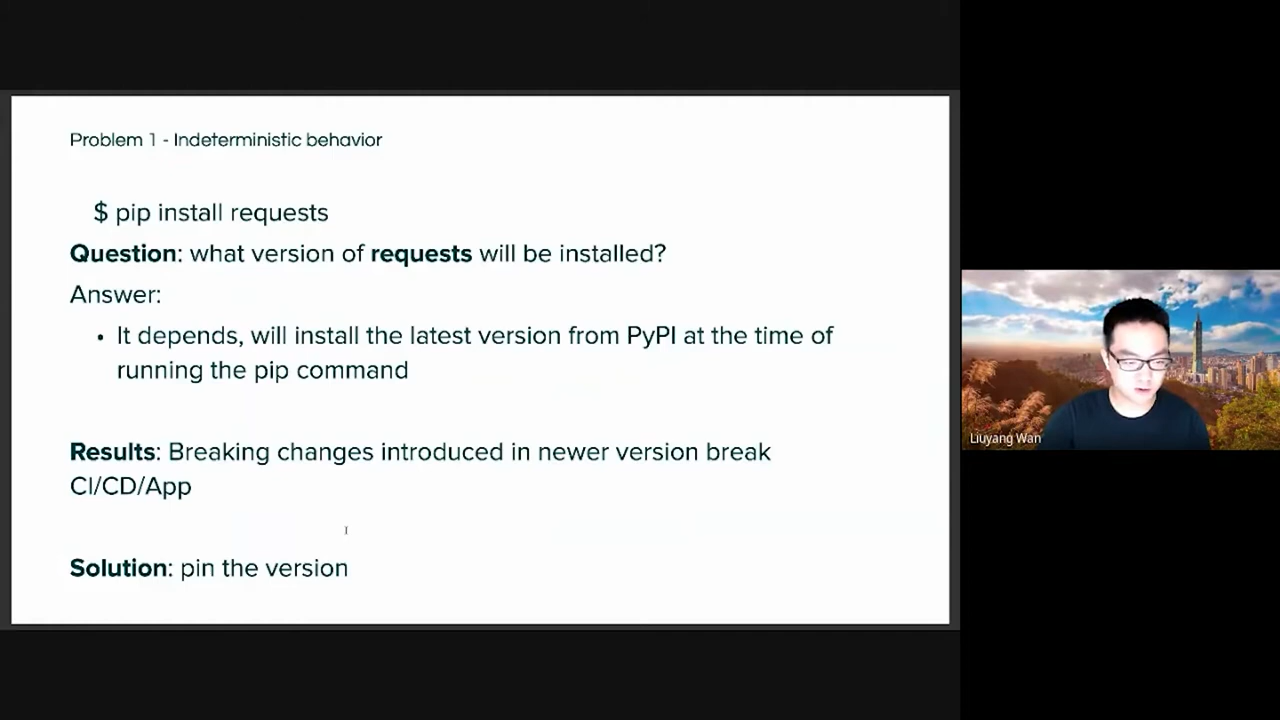 Problem 1 - Indeterministic behavior
$ pip install requests
Question: what version of requests will be installed?
Answer:
• It depends, will install the latest version from PyPI at the time of
running the pip command
Results: Breaking changes introduced in newer version break
CI/CD/App
Solution: pin the version
Liuyang Wan